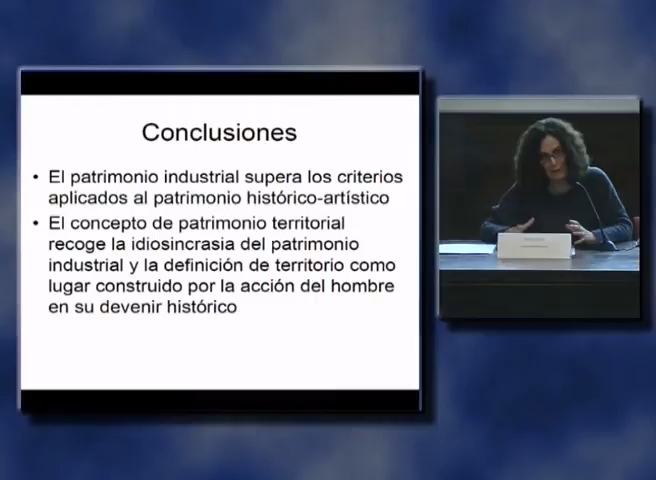 Conclusiones
• El patrimonio industrial supera los criterios
aplicados al patrimonio histórico-artístico
• El concepto de patrimonio territorial
recoge la idiosincrasia del patrimonio
industrial y la definición de territorio como
lugar construido por la acción del hombre
en su devenir histórico